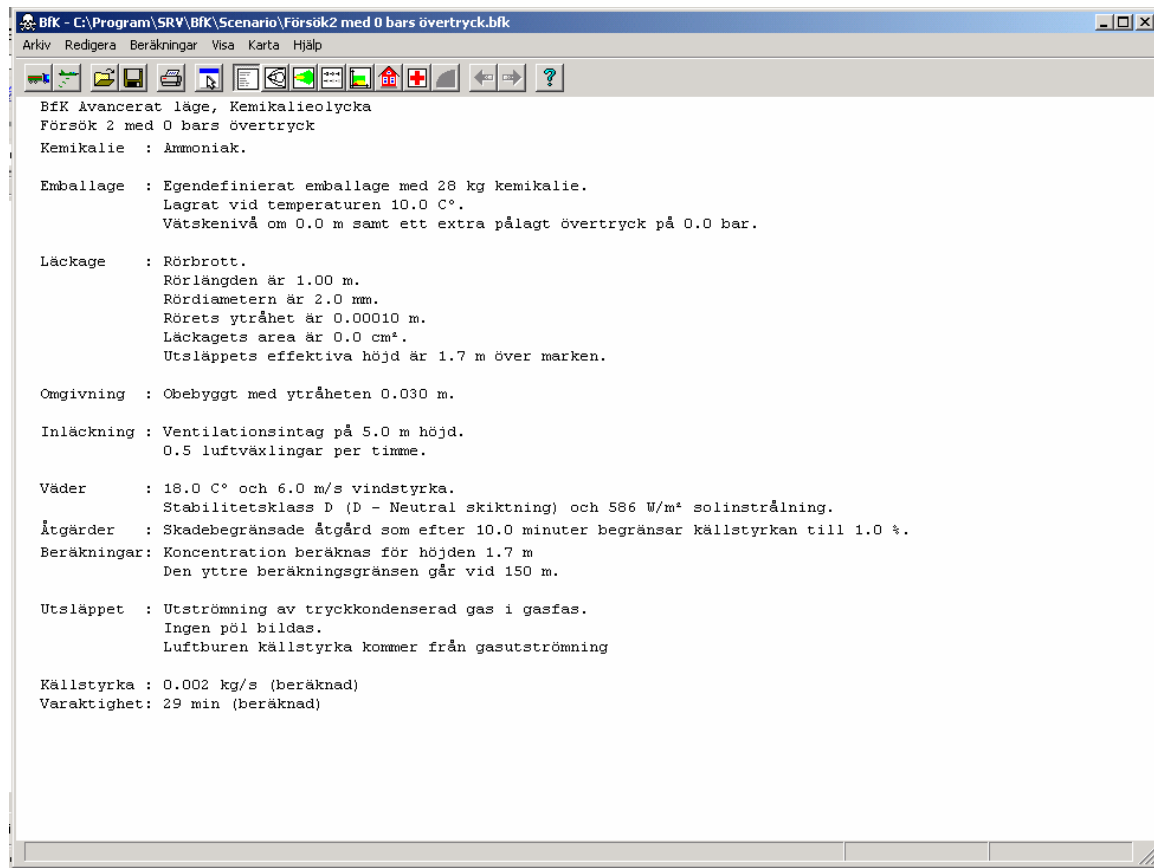 BfK - C:\Program\SRV\BfK\Scenario\Försök2 med 0 bars övertryck.bfk
Arkiv Redigera Beräkningar Visa Karta Hjälp
BfK Avancerat läge, Kemikalieolycka
Försök 2 med 0 bars övertryck
Kemikalie : Ammoniak.
Emballage : Egendefinierat emballage med 28 kg kemikalie.
Lagrat vid temperaturen 10.0 C°.
Vätskenivå om 0.0 m samt ett extra pålagt övertryck på 0.0 bar.
Läckage : Rörbrott.
Rörlängden är 1.00 m.
Rördiametern är 2.0 mm.
Rörets ytråhet är 0.00010 m.
Läckagets area är 0.0 cm².
Utsläppets effektiva höjd är 1.7 m över marken.
Omgivning : Obebyggt med ytråheten 0.030 m.
Inläckning : Ventilationsintag på 5.0 m höjd.
0.5 luftväxlingar per timme.
Väder : 18.0 C° och 6.0 m/s vindstyrka.
Stabilitetsklass D (D - Neutral skiktning) och 586 W/m² solinstrålning.
Åtgärder : Skadebegränsade åtgärd som efter 10.0 minuter begränsar källstyrkan till 1.0 %.
Beräkningar: Koncentration beräknas för höjden 1.7 m
Den yttre beräkningsgränsen går vid 150 m.
Utsläppet : Utströmning av tryckkondenserad gas i gasfas.
Ingen pöl bildas.
Luftburen källstyrka kommer från gasutströmning
Källstyrka : 0.002 kg/s (beräknad)
Varaktighet: 29 min (beräknad)